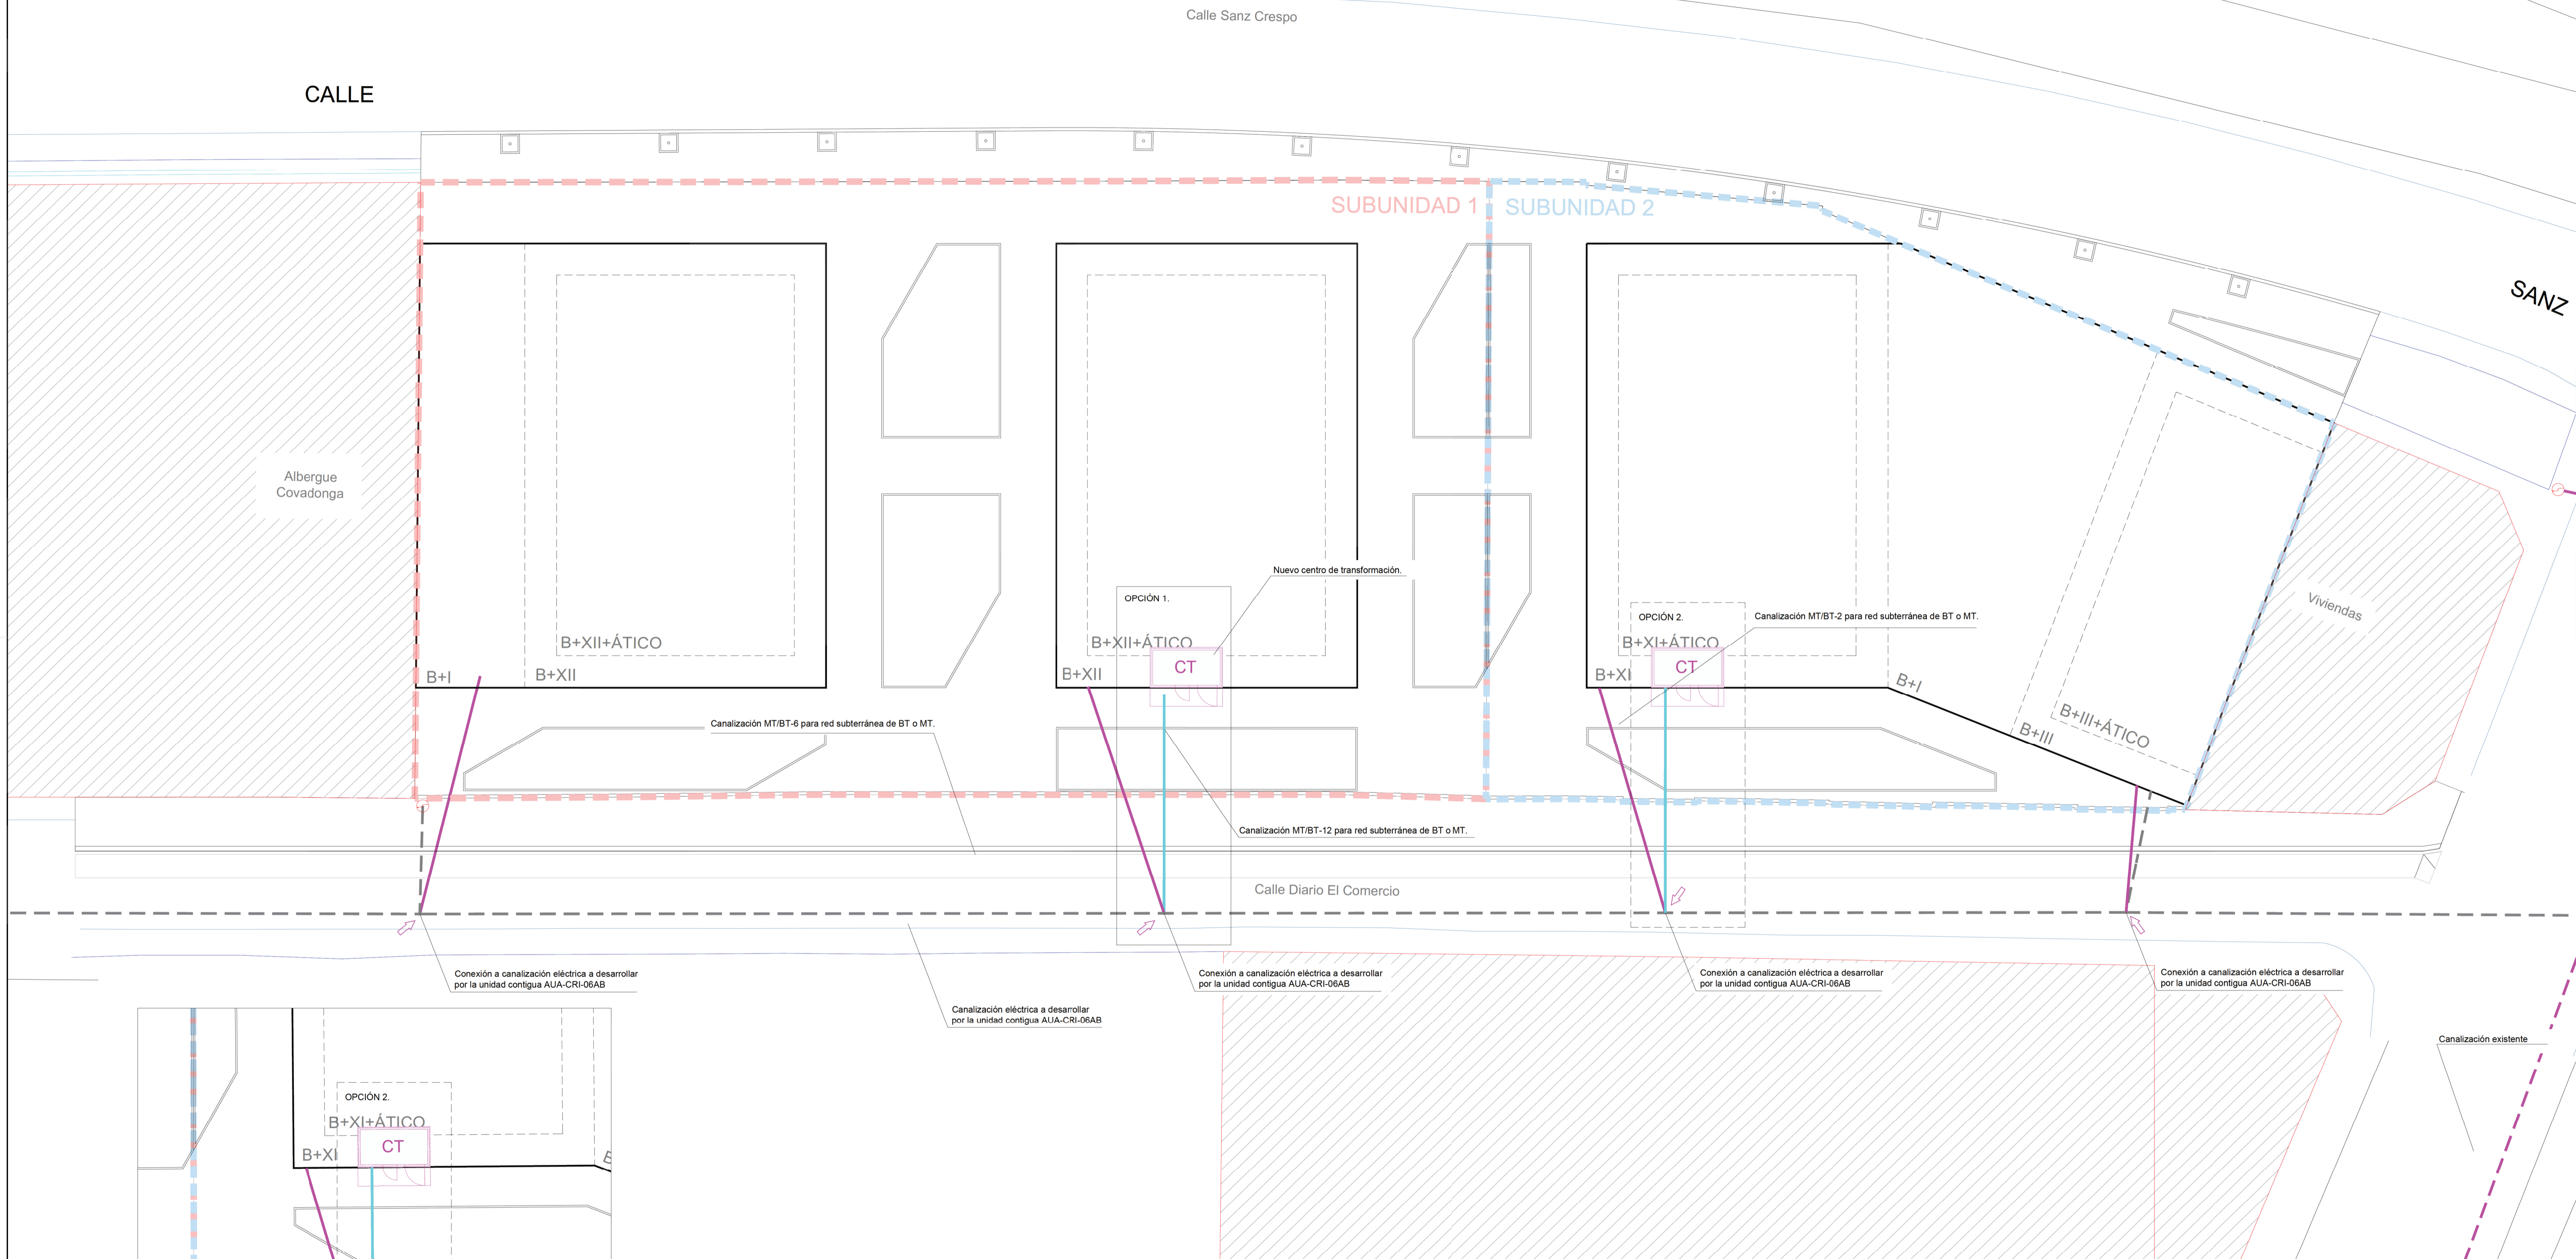 Calle Sanz Crespo
CALLE
SANZ
SUBUNIDAD 1
SUBUNIDAD 2
Albergue
Covadonga
Viviendas
Nuevo centro de transformación.
OPCIÓN 1.
OPCIÓN 2.
Canalización MT/BT-2 para red subterránea de BT o MT.
B+XII+ÁTICO
B+XII+ÁTICO
B+XI+ÁTICO
CT
CT
B+I
B+XII
B+XII
B+XI
B+I
B+III
B+III+ÁTICO
Canalización MT/BT-6 para red subterránea de BT o MT.
Canalización MT/BT-12 para red subterránea de BT o MT.
Calle Diario El Comercio
Conexión a canalización eléctrica a desarrollar
por la unidad contigua AUA-CRI-06AB
Conexión a canalización eléctrica a desarrollar
por la unidad contigua AUA-CRI-06AB
Conexión a canalización eléctrica a desarrollar
por la unidad contigua AUA-CRI-06AB
Conexión a canalización eléctrica a desarrollar
por la unidad contigua AUA-CRI-06AB
Canalización eléctrica a desarrollar
por la unidad contigua AUA-CRI-06AB
Canalización existente
OPCIÓN 2.
B+XI+ÁTICO
CT
B+XI